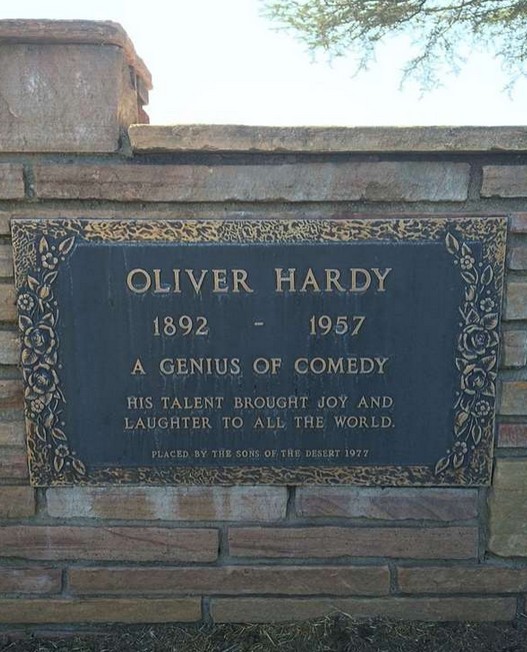 OLIVER HARDY
1892 - 1957
A GENIUS OF COMEDY
HIS TALENT BROUGHT JOY AND
LAUGHTER TO ALL THE WORLD.
PLACED BY THE SONS OF THE DESERT 1977